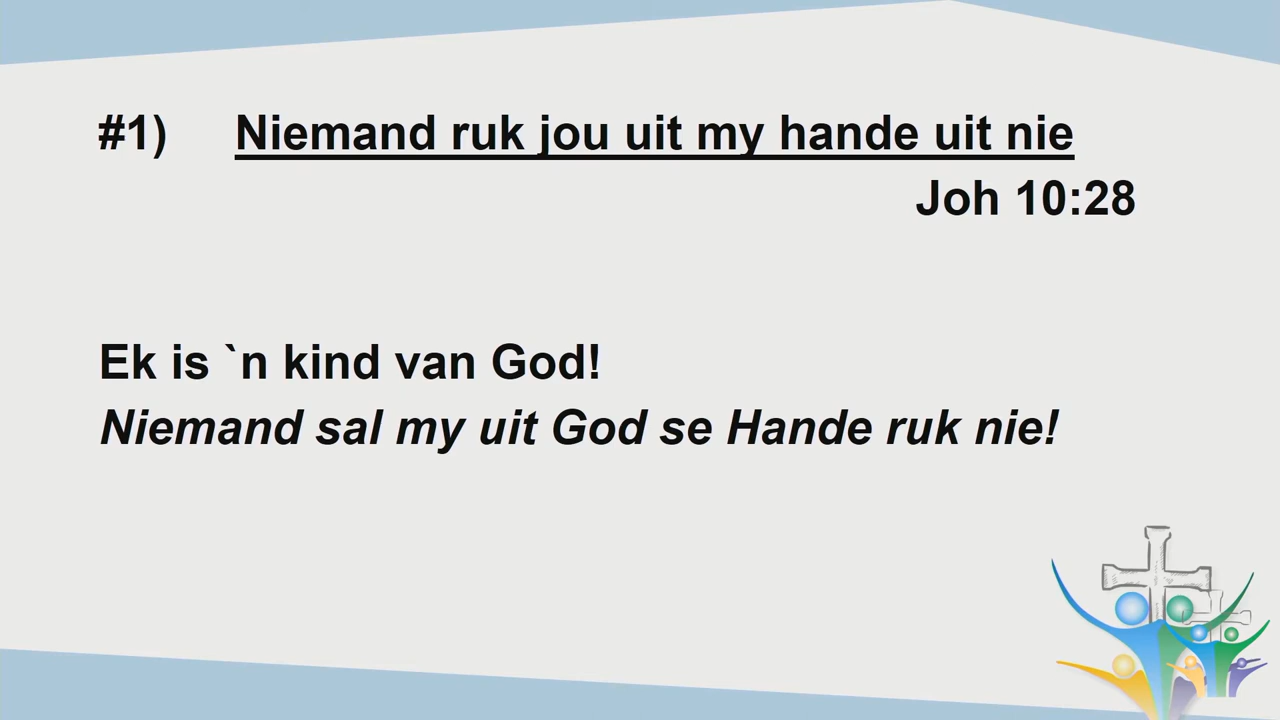 #1) Niemand ruk jou uit my hande uit nie
Joh 10:28
Ek is `n kind van God!
Niemand sal my uit God se Hande ruk nie!